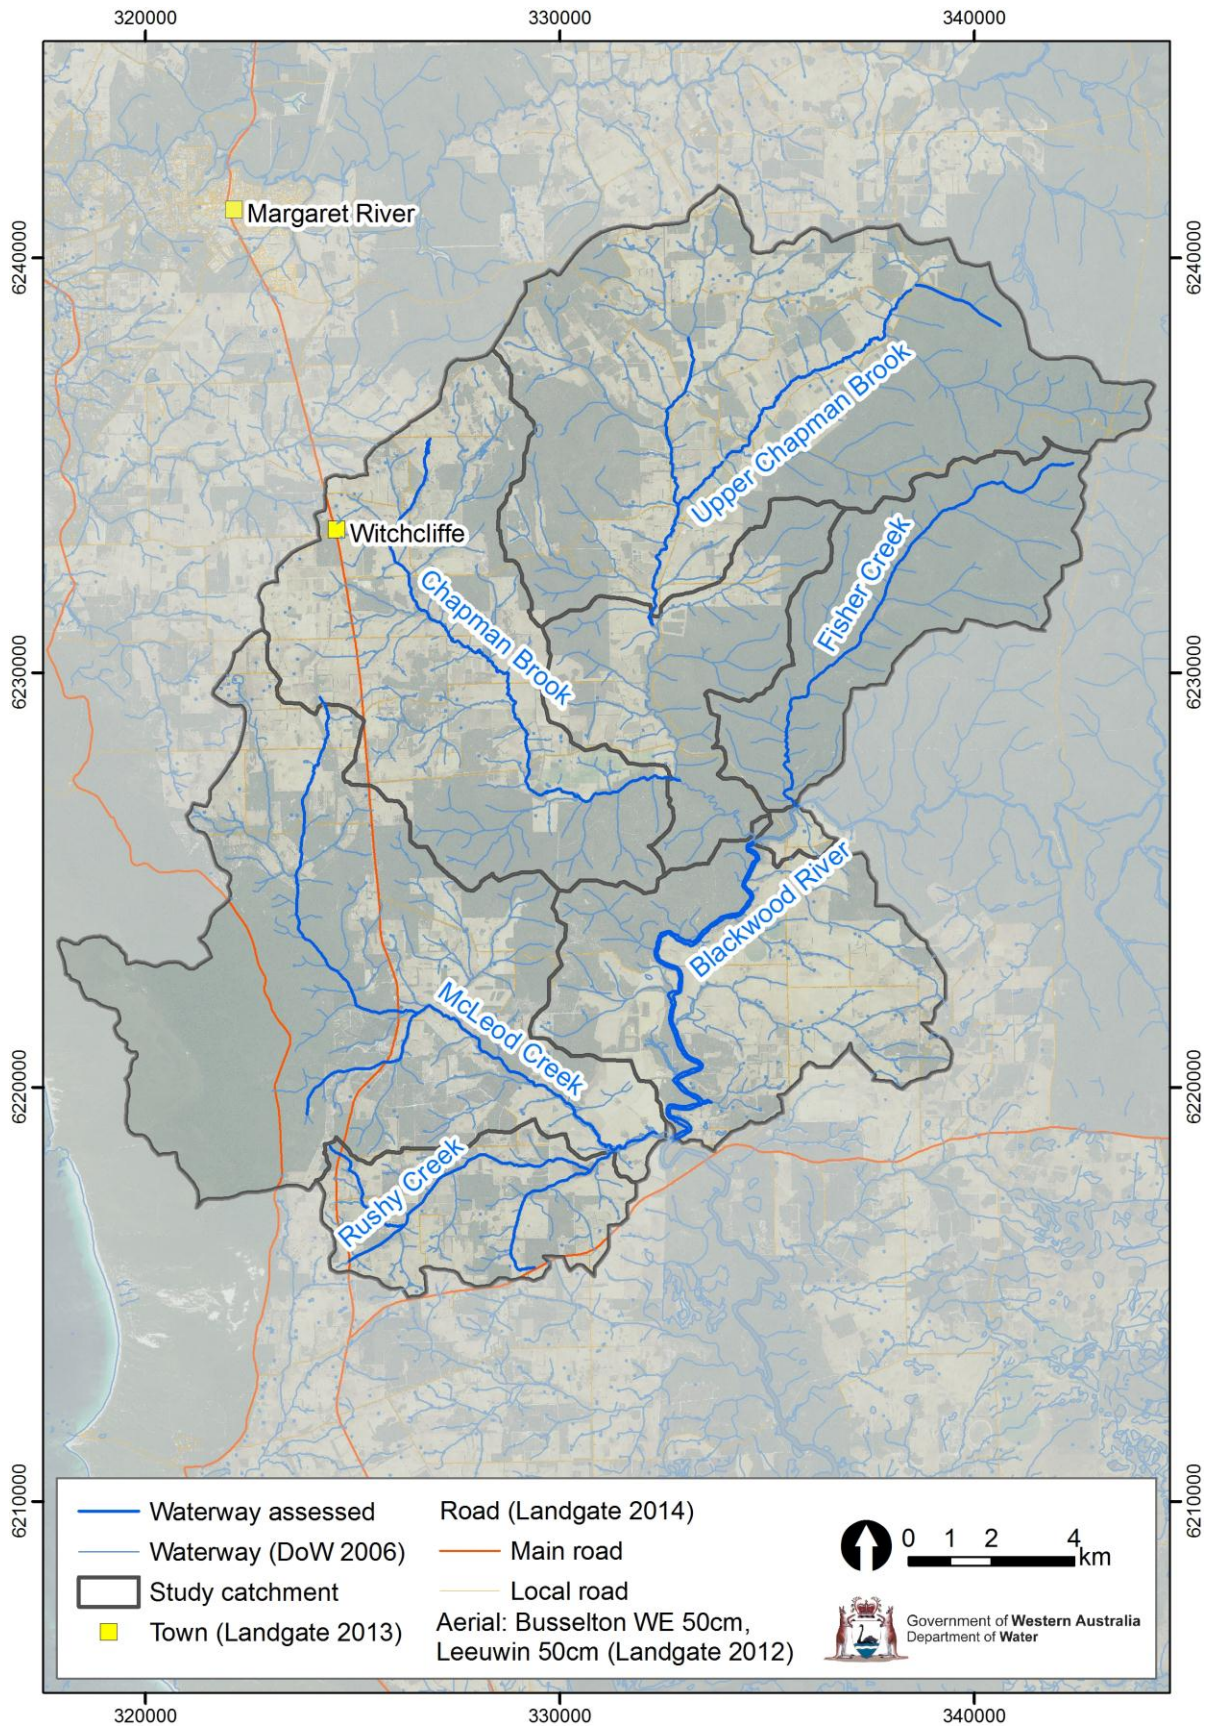 320000
330000
340000
Margaret River
6240000
6240000
Upper Chapman Brook
Witchcliffe
Fisher Creek
Chapman Brook
6230000
6230000
Blackwood River
McLeod Creek
6220000
6220000
Rushy Creek
6210000
6210000
Waterway assessed
Waterway (DoW 2006)
Study catchment
Town (Landgate 2013)
Road (Landgate 2014)
Main road
Local road
Aerial: Busselton WE 50cm,
Leeuwin 50cm (Landgate 2012)
0 1 2 4
km
Government of Western Australia
Department of Water
320000
330000
340000